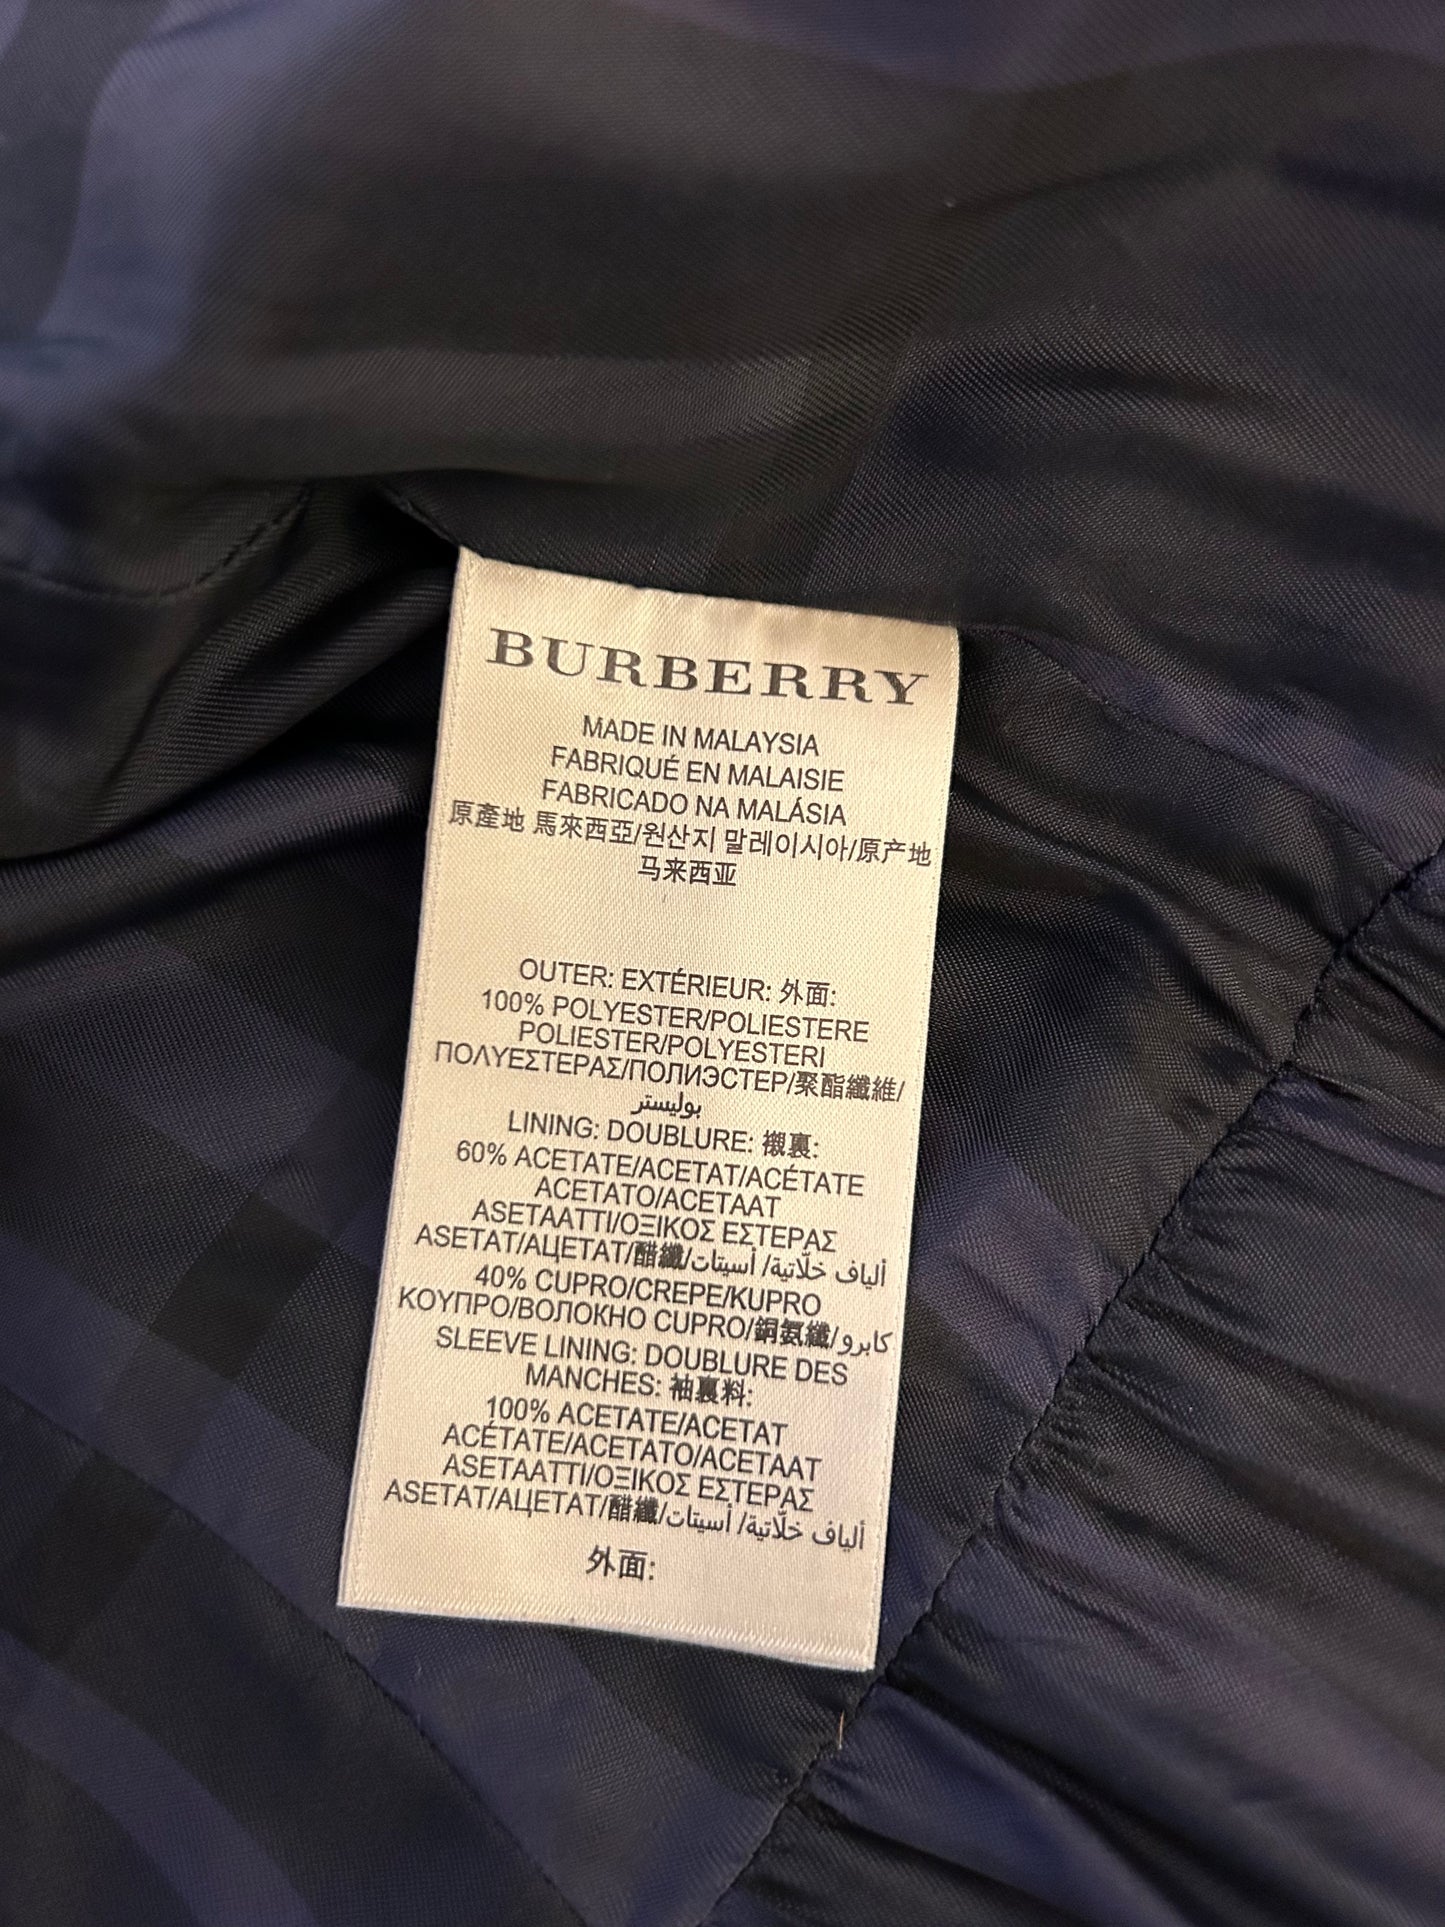 BURBERRY
MADE IN MALAYSIA
FABRIQUÉ EN MALAISIE
FABRICADO NA MALÁSIA
原產地 馬來西亞/원산지 말레이시아/原产地
马来西亚
OUTER: EXTÉRIEUR: 外面:
100% POLYESTER/POLIESTERE
POLIESTER/POLYESTERI
ΠΟΛΥΕΣΤΕΡΑΣ/ПОЛИЭСТЕР/聚酯纖維/
بوليستر
LINING: DOUBLURE: 襯裏:
60% ACETATE/ACETAT/ACÉTATE
ACETATO/ACETAAT
ASETAATTI/ΟΞΙΚΟΣ ΕΣΤΕΡΑΣ
ASETAT/АЦЕТАТ/醋纖/ألياف خلّاتية/ أسيتات
40% CUPRO/CREPE/KUPRO
ΚΟΥΠΡΟ/ВОЛОКНО CUPRO/銅氨纖/كابرو
SLEEVE LINING: DOUBLURE DES
MANCHES: 袖裏料:
100% ACETATE/ACETAT
ACÉTATE/ACETATO/ACETAAT
ASETAATTI/ΟΞΙΚΟΣ ΕΣΤΕΡΑΣ
ASETAT/АЦЕТАТ/醋纖/ألياف خلّاتية/ أسيتات
外面: